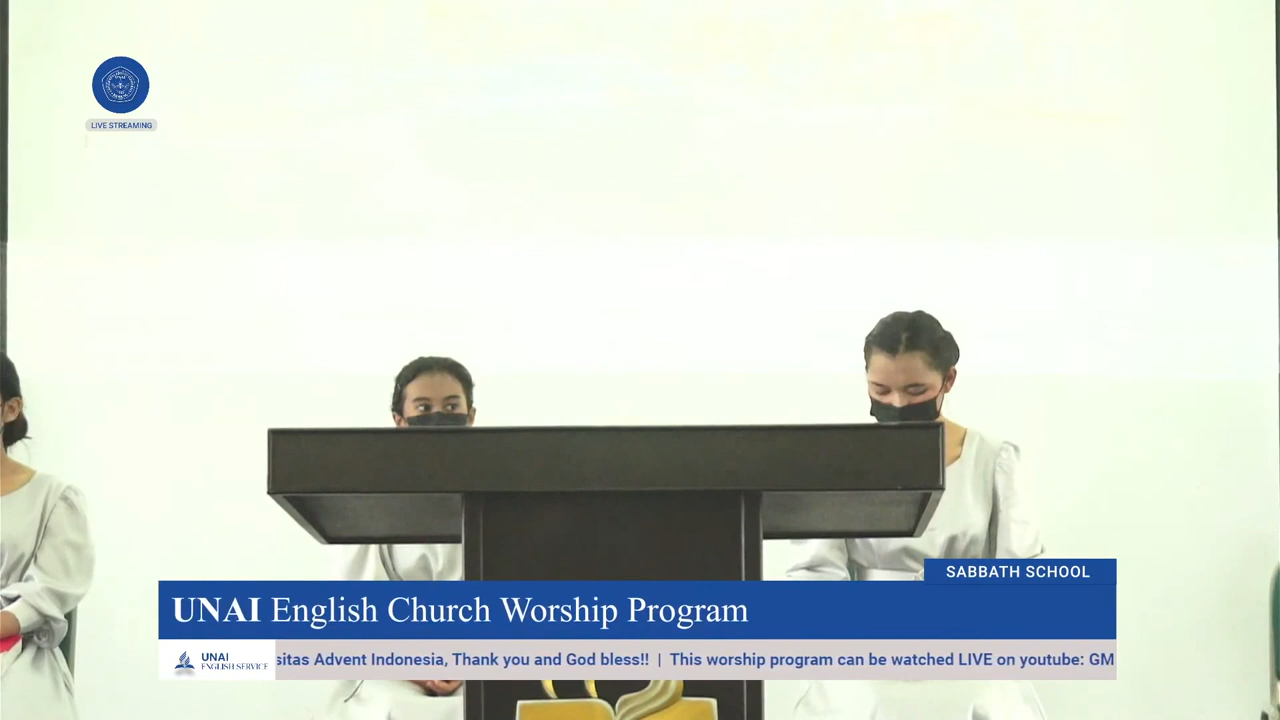 LIVE STREAMING
SABBATH SCHOOL
UNAI English Church Worship Program
UNAI
ENGLISH SERVICE
sitas Advent Indonesia, Thank you and God bless!! | This worship program can be watched LIVE on youtube: GM